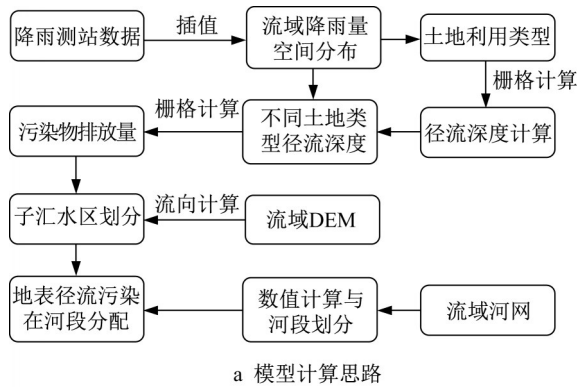 降雨测站数据
插值
流域降雨量
空间分布
土地利用类型
栅格计算
径流深度计算
不同土地类
型径流深度
栅格计算
污染物排放量
子汇水区划分
流向计算
流域DEM
地表径流污染
在河段分配
数值计算与
河段划分
流域河网
a 模型计算思路